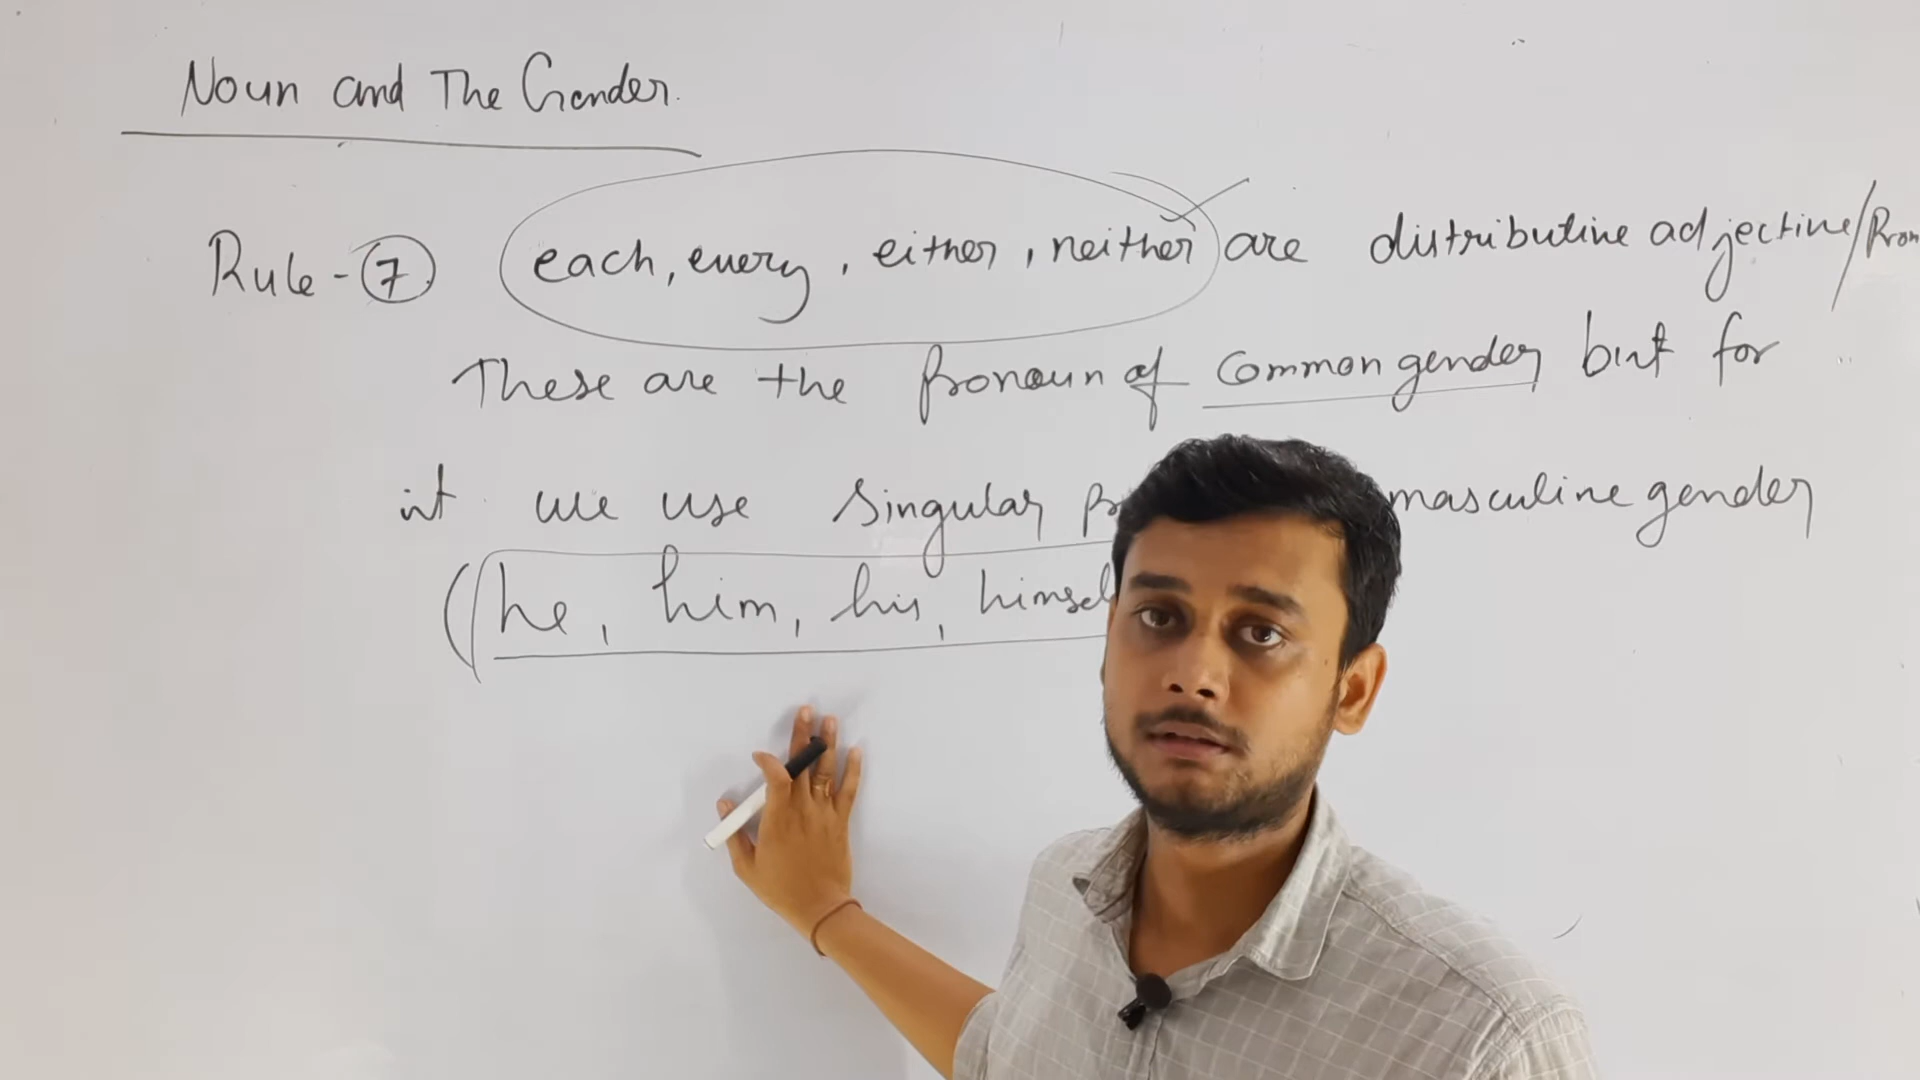 Noun and The Gender.
Rule-7 each, every, either, neither are distributive adjective/Pron
These are the Pronoun of Common gender but for
it we use Singular masculine gender
(he, him, his, himsel